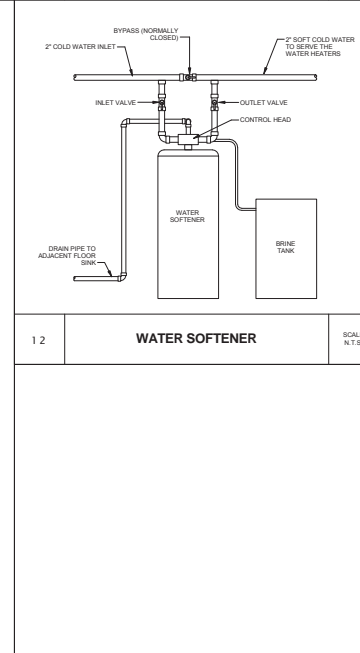 BYPASS (NORMALLY
CLOSED)
2" COLD WATER INLET
2" SOFT COLD WATER
TO SERVE THE
WATER HEATERS
INLET VALVE
OUTLET VALVE
CONTROL HEAD
WATER
SOFTENER
BRINE
TANK
DRAIN PIPE TO
ADJACENT FLOOR
SINK
12
WATER SOFTENER
SCAL
N.T.S